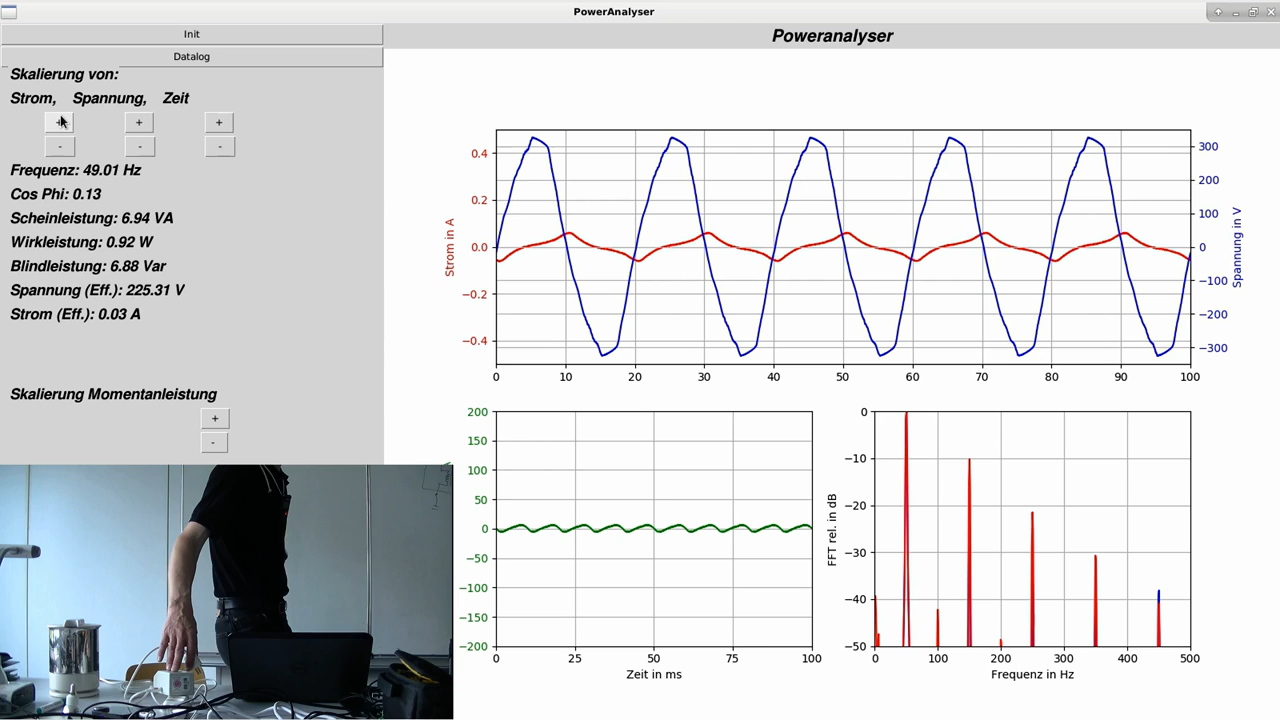 PowerAnalyser
Init
Datalog
Poweranalyser
Skalierung von:
Strom, Spannung, Zeit
+ + +
- - -
Frequenz: 49.01 Hz
Cos Phi: 0.13
Scheinleistung: 6.94 VA
Wirkleistung: 0.92 W
Blindleistung: 6.88 Var
Spannung (Eff.): 225.31 V
Strom (Eff.): 0.03 A
Skalierung Momentanleistung
+
-
0.4
0.2
0.0
−0.2
−0.4
Strom in A
300
200
100
0
−100
−200
−300
Spannung in V
0 10 20 30 40 50 60 70 80 90 100
200
150
100
50
0
−50
−100
−150
−200
0 25 50 75 100
Zeit in ms
0
−10
−20
−30
−40
−50
FFT rel. in dB
0 100 200 300 400 500
Frequenz in Hz